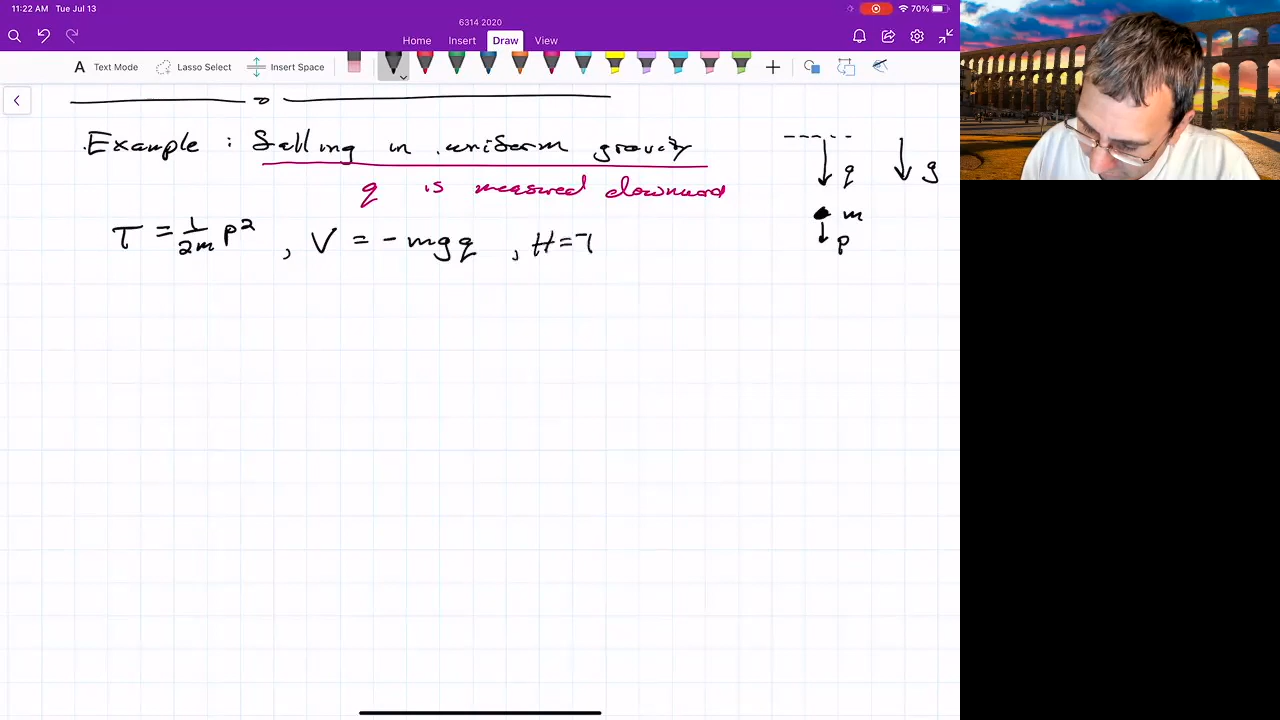 11:22 AM Tue Jul 13
70%
6314 2020
Home Insert Draw View
A Text Mode Lasso Select Insert Space
Example : Falling in uniform gravity
q is measured downward
T = 1/2m p², V = -mgq, H=T
q
g
m
p